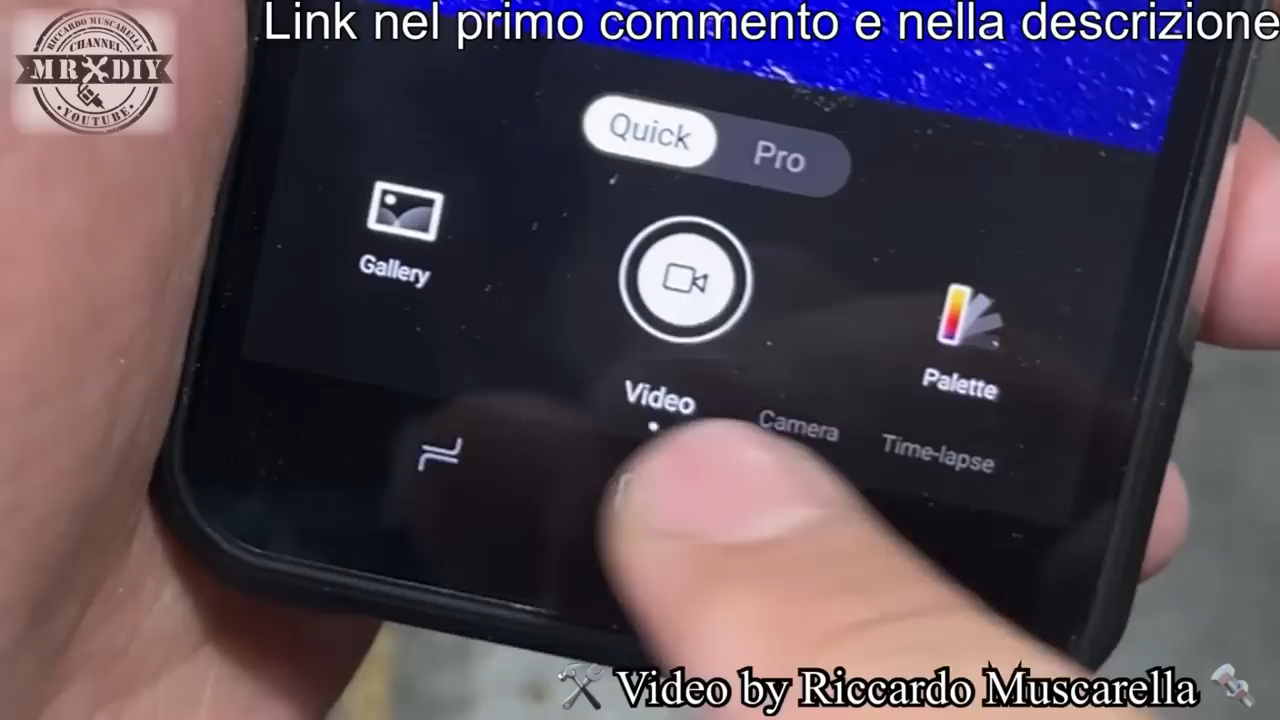 Link nel primo commento e nella descrizione
RICCARDO MUSCARELLA
CHANNEL
MR DIY
YOUTUBE
Quick
Pro
Gallery
Palette
Video
Camera
Time-lapse
Video by Riccardo Muscarella